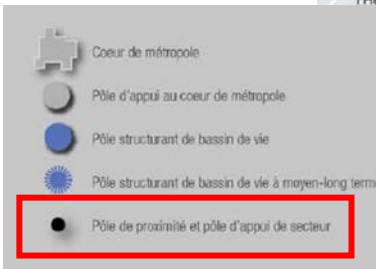 Coeur de métropole
Pôle d'appui au coeur de métropole
Pôle structurant de bassin de vie
Pôle structurant de bassin de vie à moyen-long terme
Pôle de proximité et pôle d'appui de secteur